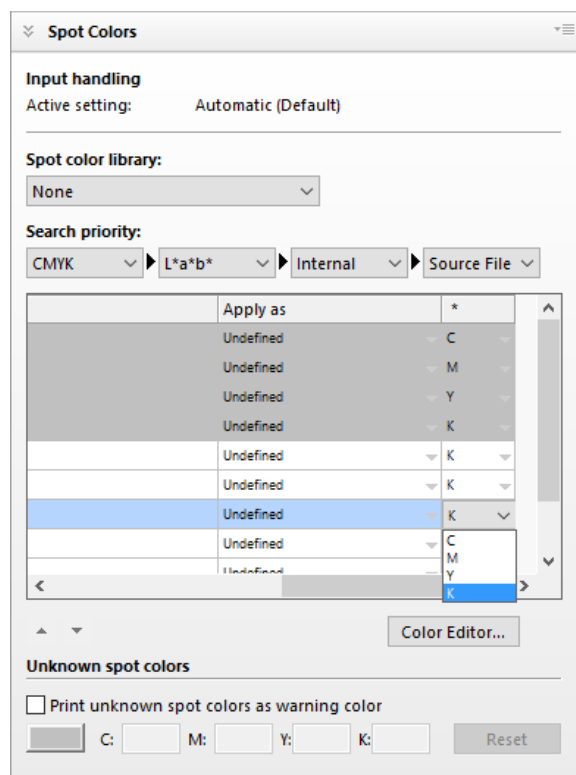 Spot Colors
Input handling
Active setting: Automatic (Default)
Spot color library:
None
Search priority:
CMYK L*a*b* Internal Source File
Apply as *
Undefined C
Undefined M
Undefined Y
Undefined K
Undefined K
Undefined K
Undefined K
Undefined C
M
Undefined Y
K
Color Editor...
Unknown spot colors
Print unknown spot colors as warning color
C: M: Y: K: Reset